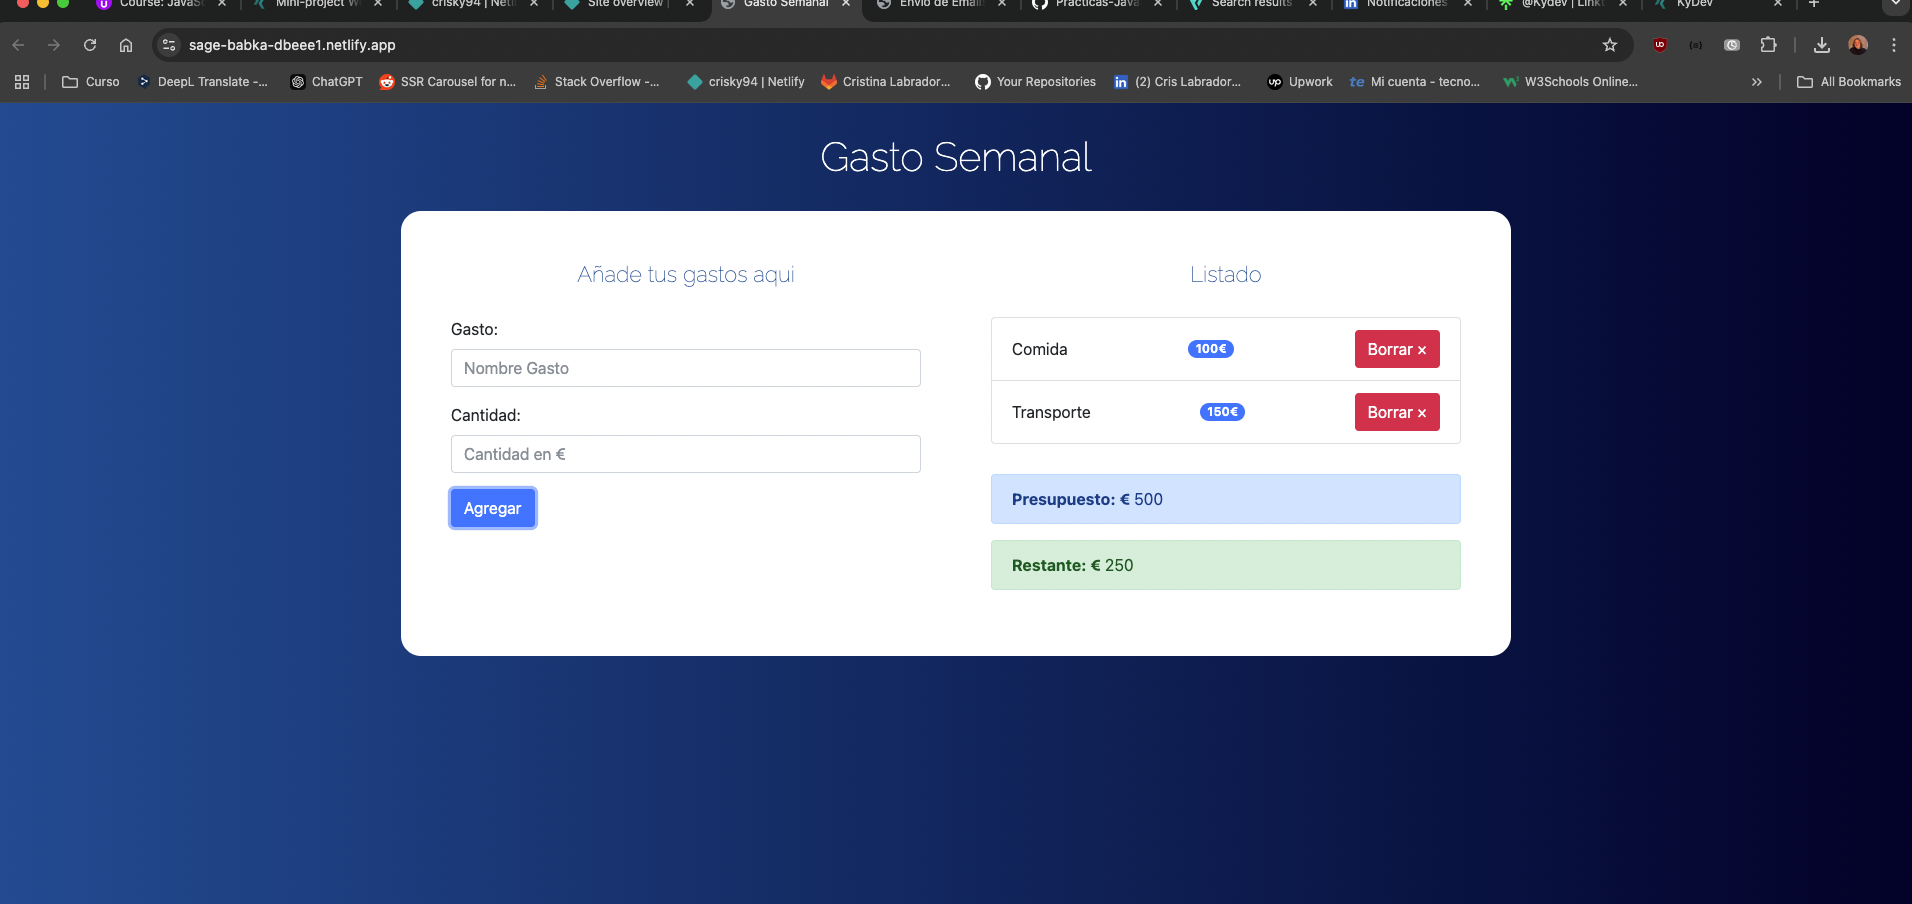 Course: JavaSc
Mini-project W
crisky94 | Netl
Site overview |
Gasto Semanal
Envío de Email
Practicas-Java
Search results
Notificaciones
@Kydev | Link
KyDev
sage-babka-dbeee1.netlify.app
Curso
DeepL Translate -...
ChatGPT
SSR Carousel for n...
Stack Overflow -...
crisky94 | Netlify
Cristina Labrador...
Your Repositories
(2) Cris Labrador...
Upwork
Mi cuenta - tecno...
W3Schools Online...
All Bookmarks
Gasto Semanal
Añade tus gastos aqui
Gasto:
Nombre Gasto
Cantidad:
Cantidad en €
Agregar
Listado
Comida 100€ Borrar ×
Transporte 150€ Borrar ×
Presupuesto: € 500
Restante: € 250